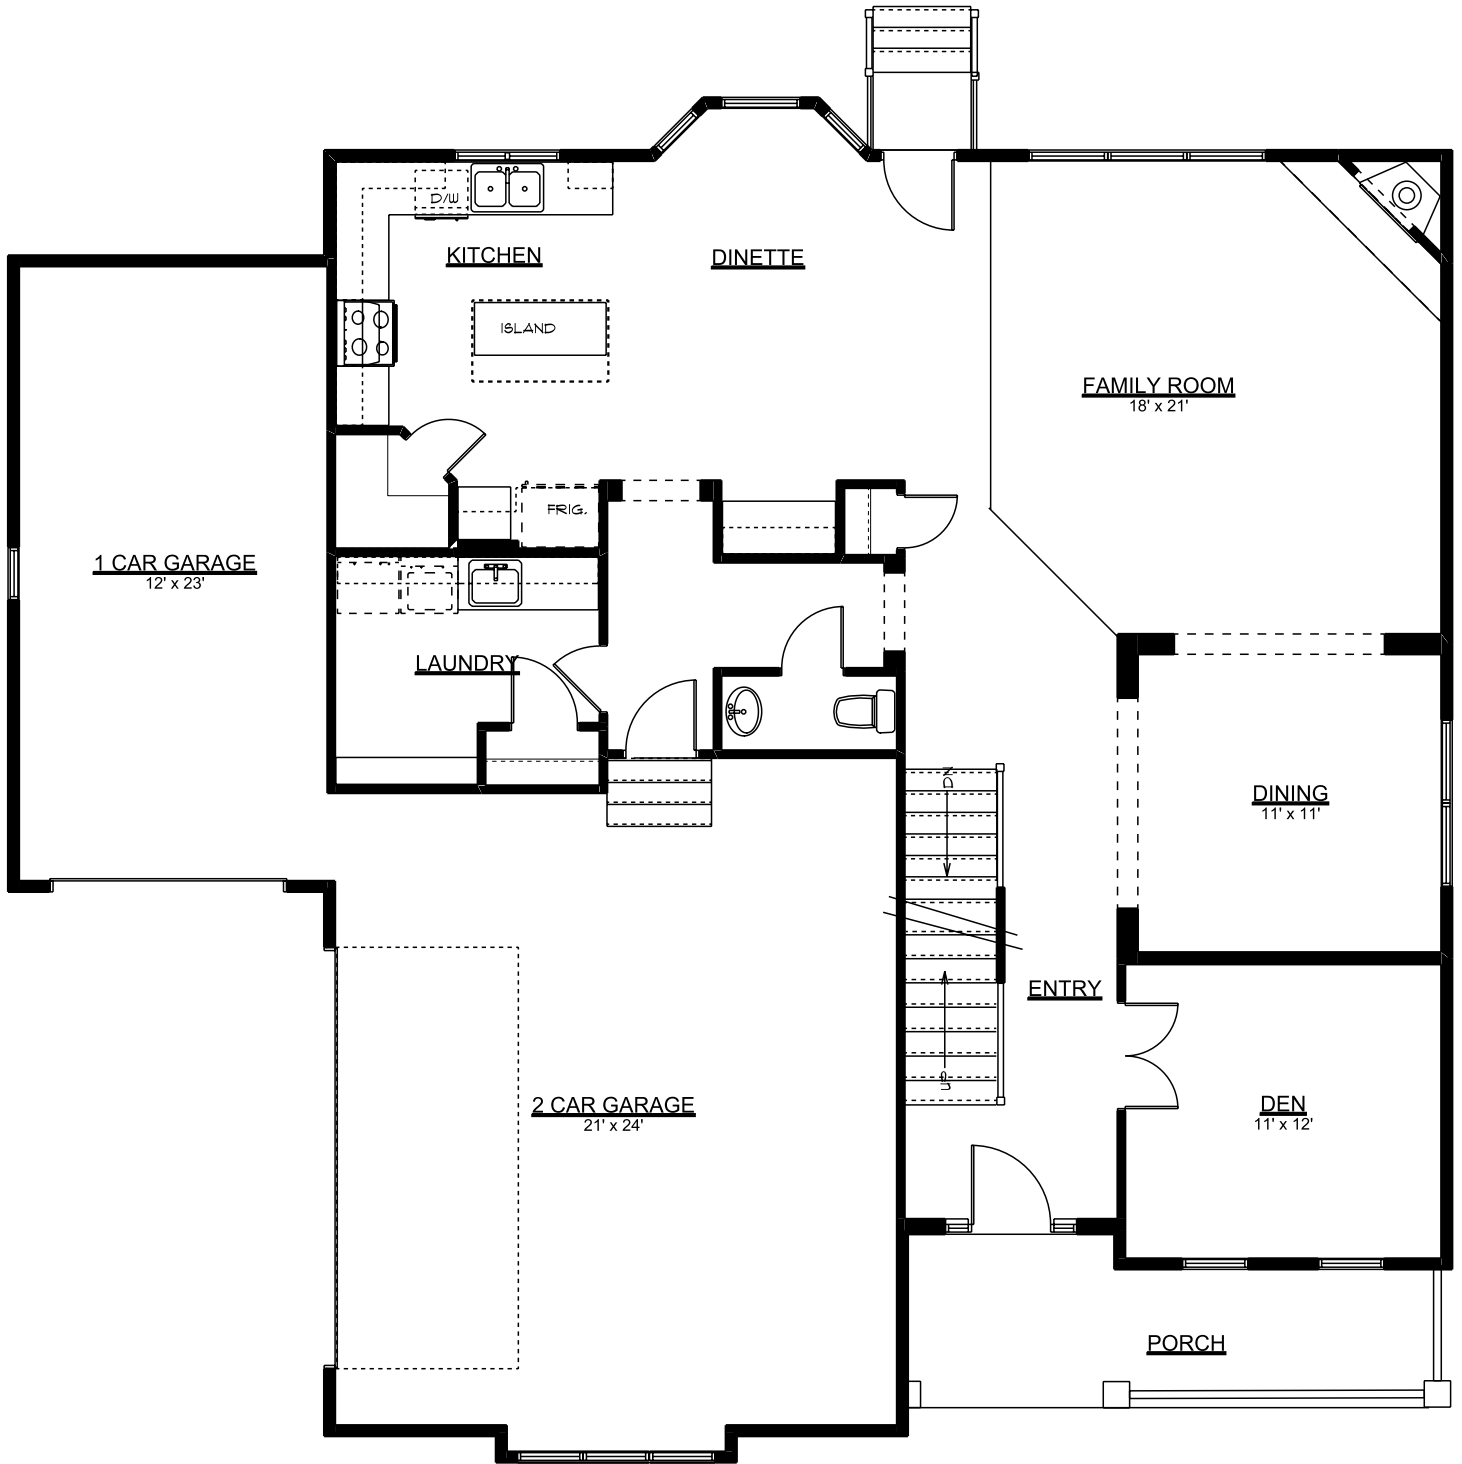 D/W
KITCHEN
DINETTE
ISLAND
FAMILY ROOM
18' x 21'
FRIG.
1 CAR GARAGE
12' x 23'
LAUNDRY
DN
DINING
11' x 11'
ENTRY
UP
2 CAR GARAGE
21' x 24'
DEN
11' x 12'
PORCH